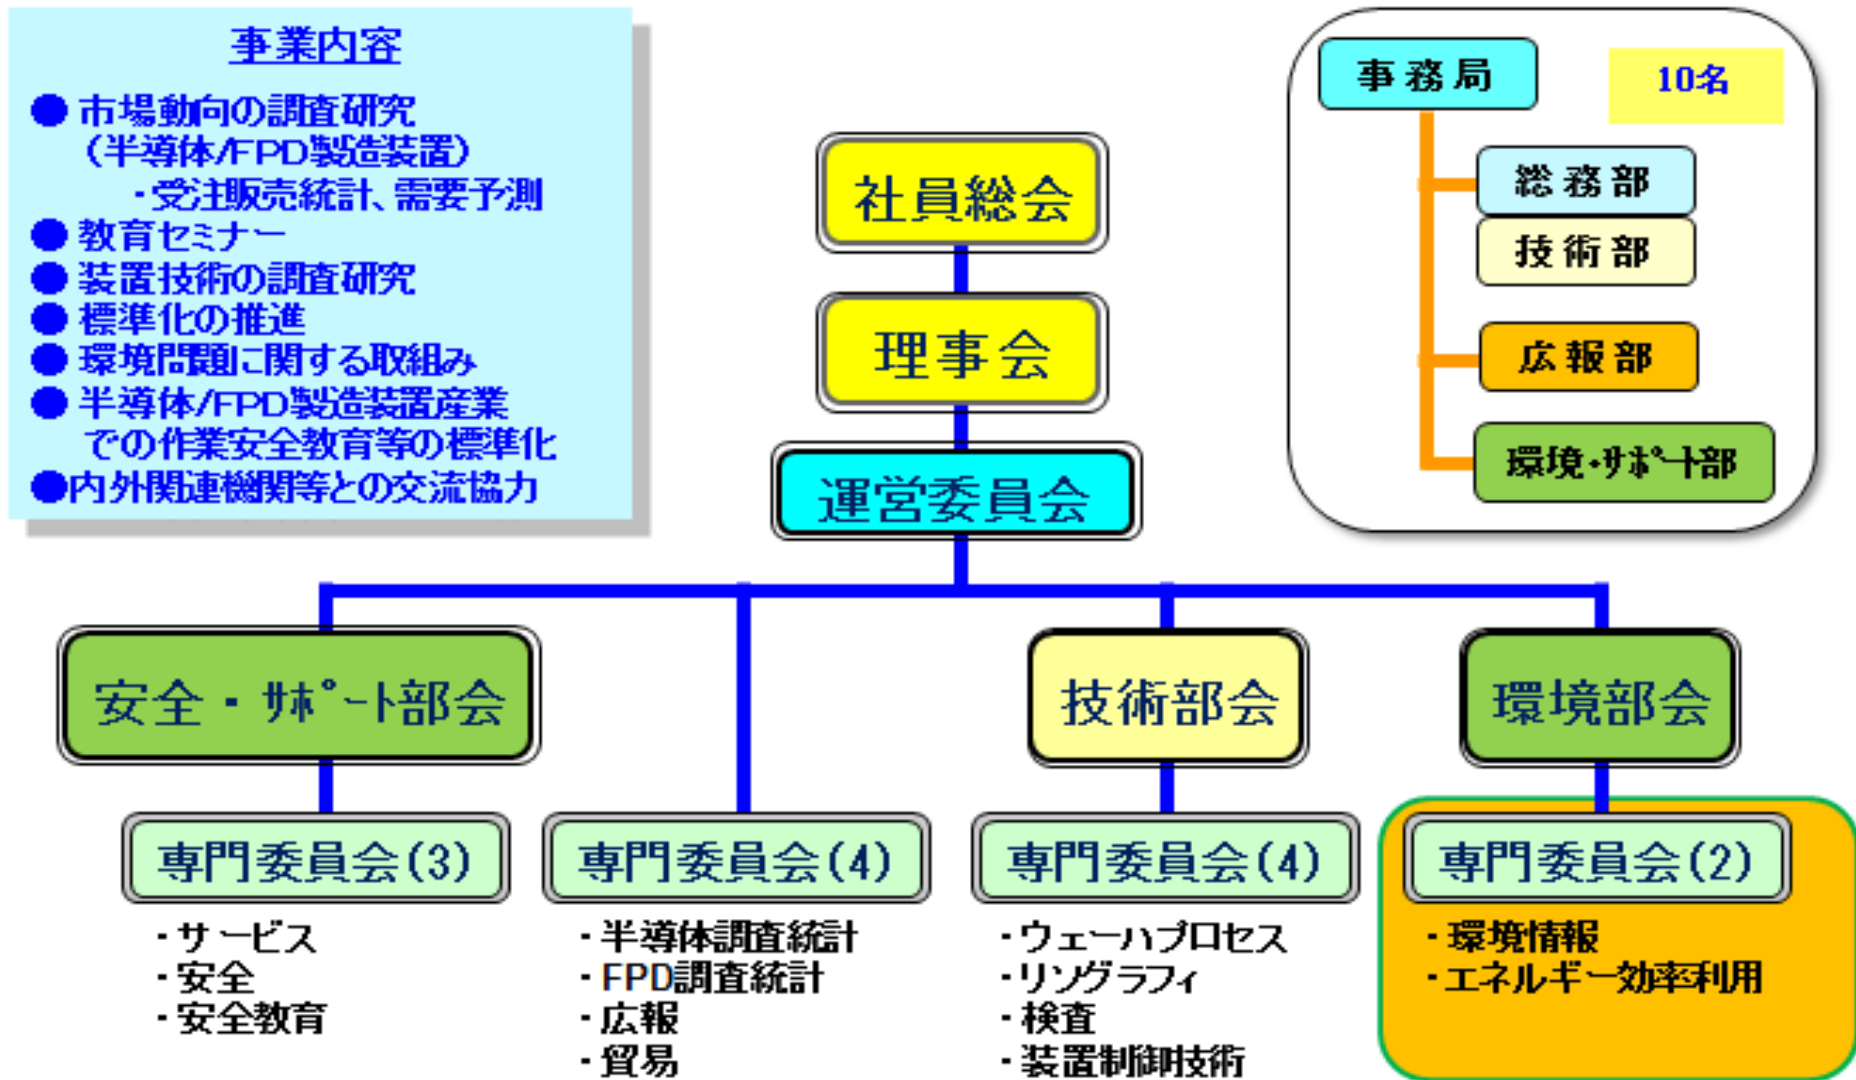 事業内容
● 市場動向の調査研究
（半導体/FPD製造装置）
・受注販売統計、需要予測
● 教育セミナー
● 装置技術の調査研究
● 標準化の推進
● 環境問題に関する取組み
● 半導体/FPD製造装置産業
での作業安全教育等の標準化
●内外関連機関等との交流協力
社員総会
理事会
運営委員会
事務局
10名
総務部
技術部
広報部
環境・ｻﾎﾟｰﾄ部
安全・ｻﾎﾟｰﾄ部会
技術部会
環境部会
専門委員会(3)
・サービス
・安全
・安全教育
専門委員会(4)
・半導体調査統計
・FPD調査統計
・広報
・貿易
専門委員会(4)
・ウェーハプロセス
・リソグラフィ
・検査
・装置制御技術
専門委員会(2)
・環境情報
・エネルギー効率利用